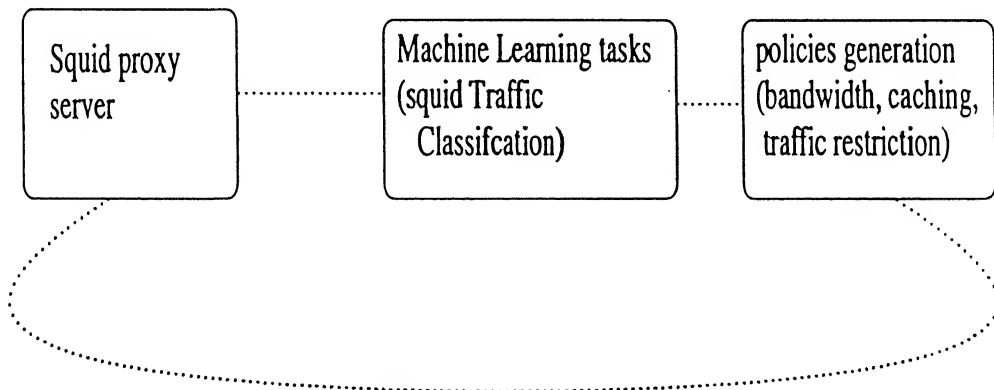 Squid proxy
server
Machine Learning tasks
(squid Traffic
Classifcation)
policies generation
(bandwidth, caching,
traffic restriction)